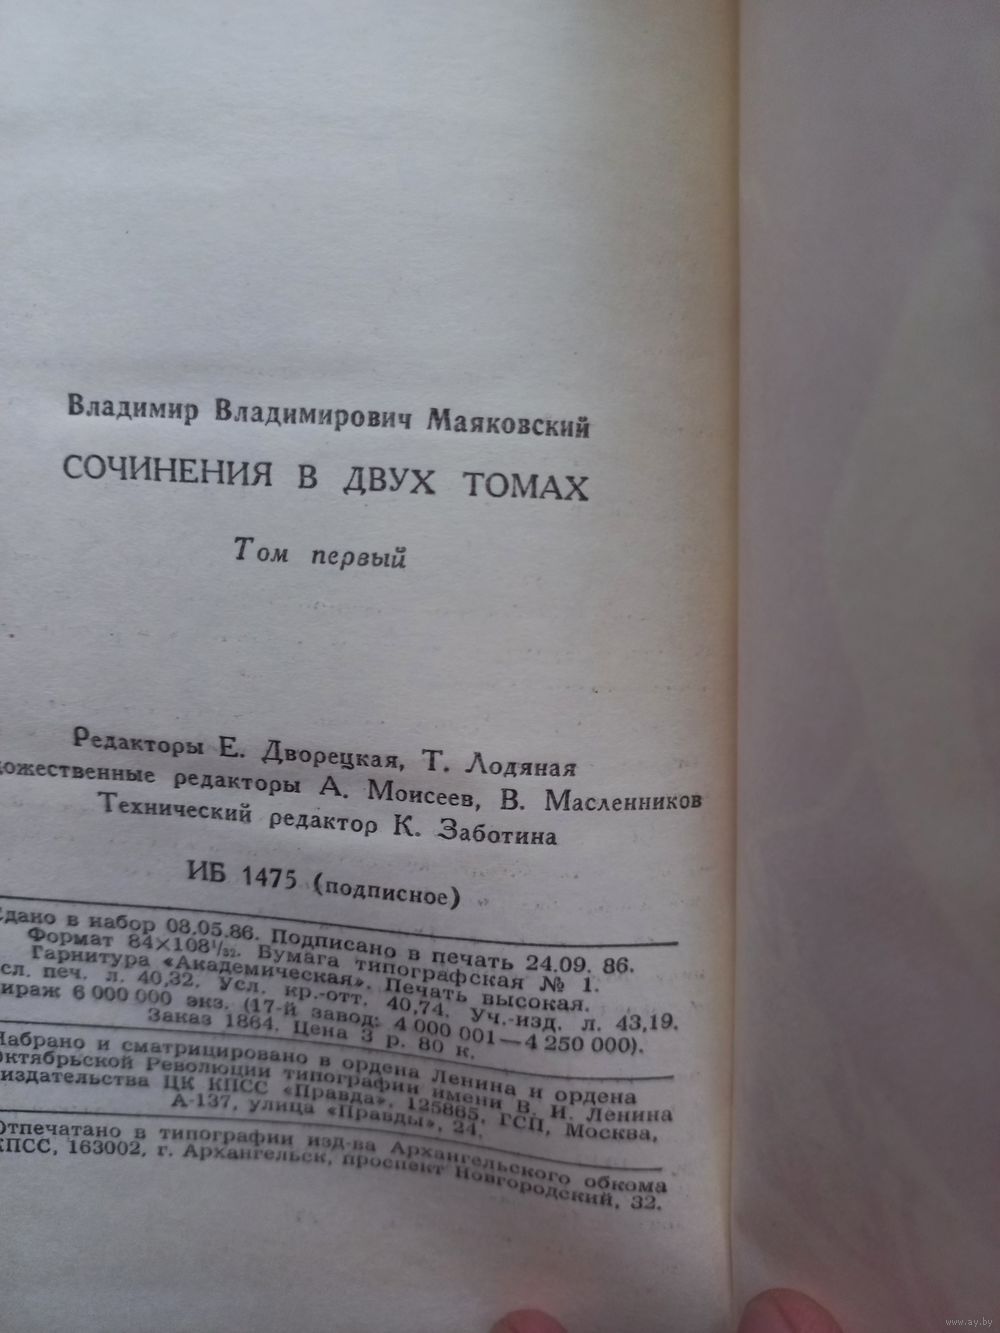 Владимир Владимирович Маяковский
СОЧИНЕНИЯ В ДВУХ ТОМАХ
Том первый
Редакторы Е. Дворецкая, Т. Лодяная
дожественные редакторы А. Моисеев, В. Масленников
Технический редактор К. Заботина
ИБ 1475 (подписное)
Сдано в набор 08.05.86. Подписано в печать 24.09. 86.
Формат 84×108¹/₃₂. Бумага типографская № 1.
Гарнитура «Академическая». Печать высокая.
сл. печ. л. 40,32. Усл. кр.-отт. 40,74. Уч.-изд. л. 43,19.
ираж 6 000 000 экз. (17-й завод: 4 000 001—4 250 000).
Заказ 1864. Цена 3 р. 80 к.
Набрано и сматрицировано в ордена Ленина и ордена
Октябрьской Революции типографии имени В. И. Ленина
издательства ЦК КПСС «Правда», 125865, ГСП, Москва,
А-137, улица «Правды», 24.
Отпечатано в типографии изд-ва Архангельского обкома
КПСС, 163002, г. Архангельск, проспект Новгородский, 32.
www.ay.by